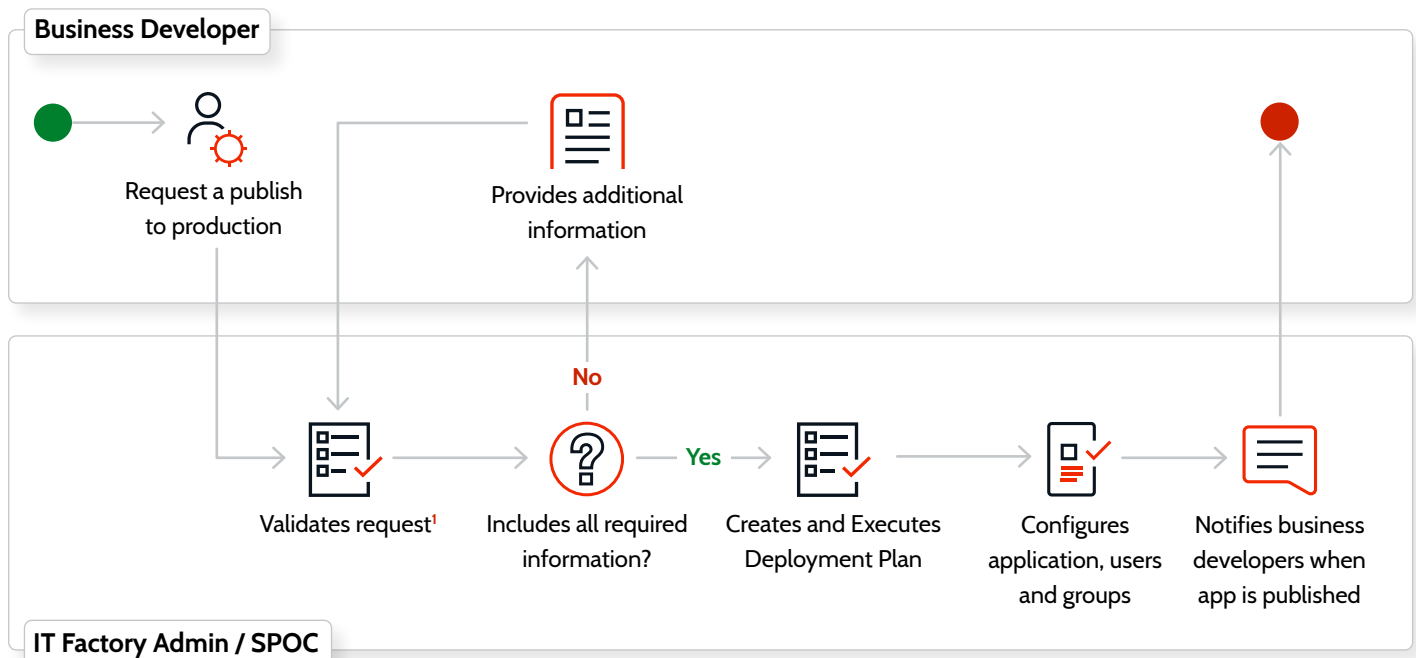 Business Developer
Request a publish
to production
Provides additional
information
No
Yes
Validates request¹
Includes all required
information?
Creates and Executes
Deployment Plan
Configures
application, users
and groups
Notifies business
developers when
app is published
IT Factory Admin / SPOC